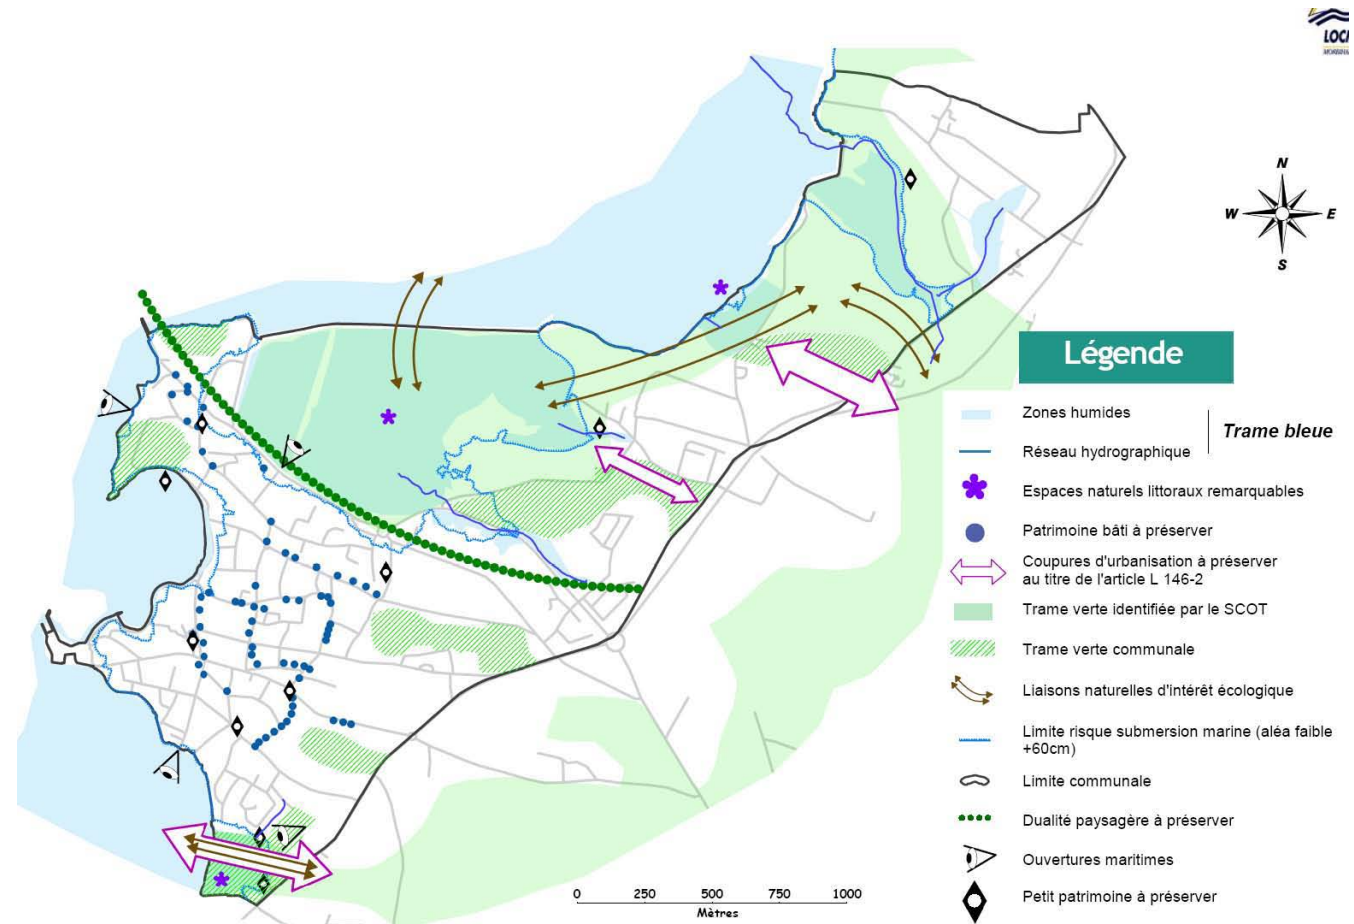 N
W E
S
Légende
Zones humides
Trame bleue
Réseau hydrographique
Espaces naturels littoraux remarquables
Patrimoine bâti à préserver
Coupures d'urbanisation à préserver
au titre de l'article L 146-2
Trame verte identifiée par le SCOT
Trame verte communale
Liaisons naturelles d'intérêt écologique
Limite risque submersion marine (aléa faible
+60cm)
Limite communale
Dualité paysagère à préserver
Ouvertures maritimes
Petit patrimoine à préserver
0 250 500 750 1000
Mètres